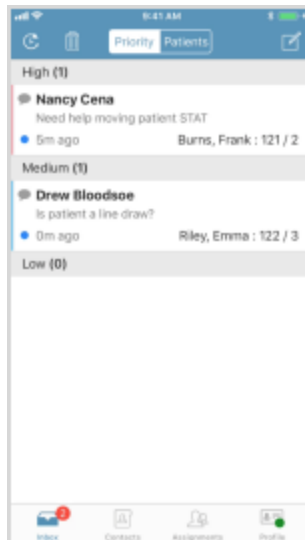 9:41 AM
Priority Patients
High (1)
Nancy Cena
Need help moving patient STAT
5m ago Burns, Frank : 121 / 2
Medium (1)
Drew Bloodsoe
Is patient a line draw?
0m ago Riley, Emma : 122 / 3
Low (0)
2
Inbox Contacts Assignments Profile